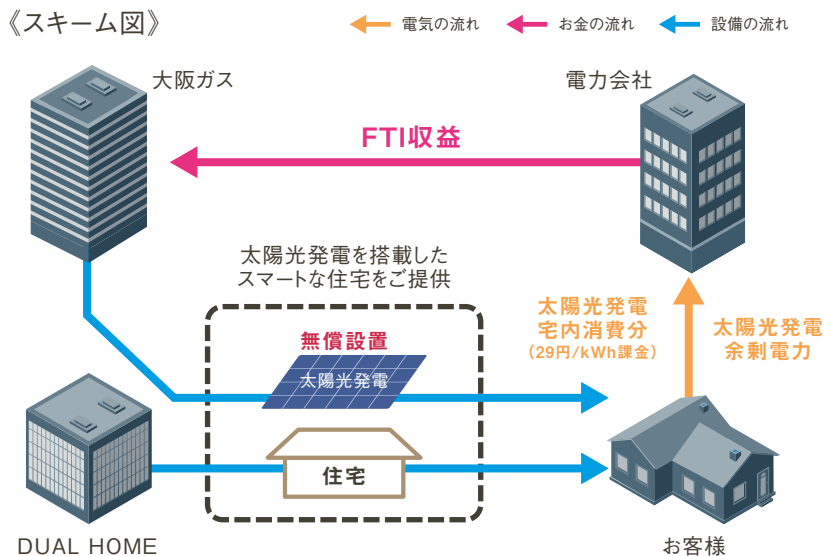 《スキーム図》
電気の流れ
お金の流れ
設備の流れ
大阪ガス
電力会社
FTI収益
太陽光発電を搭載した
スマートな住宅をご提供
無償設置
太陽光発電
太陽光発電
宅内消費分
(29円/kWh課金)
太陽光発電
余剰電力
住宅
DUAL HOME
お客様